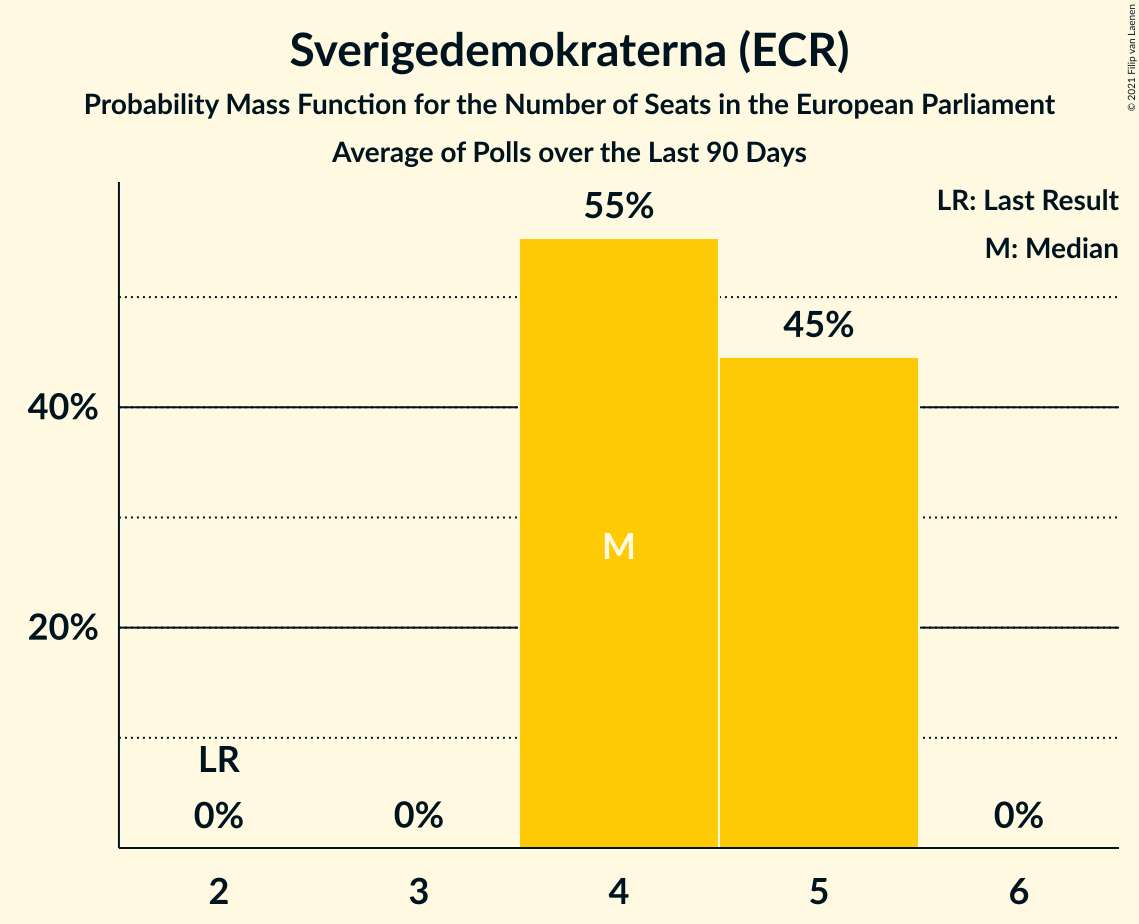 Sverigedemokraterna (ECR)
Probability Mass Function for the Number of Seats in the European Parliament
Average of Polls over the Last 90 Days
© 2021 Filip van Laenen
LR: Last Result
M: Median
55%
45%
40%
M
20%
LR
0%
0%
0%
2
3
4
5
6